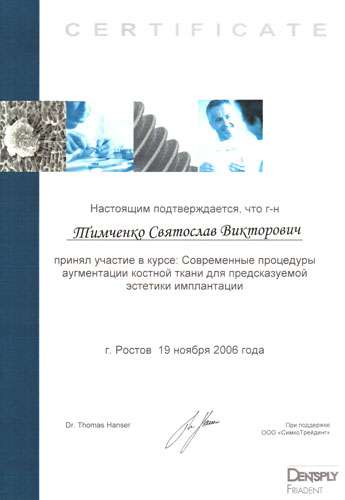 CERTIFICATE
Настоящим подтверждается, что г-н
Тимченко Святослав Викторович
принял участие в курсе: Современные процедуры
аугментации костной ткани для предсказуемой
эстетики имплантации
г. Ростов 19 ноября 2006 года
Dr. Thomas Hanser
При поддержке
ООО «СимкоТрейдинг»
DENTSPLY
FRIADENT